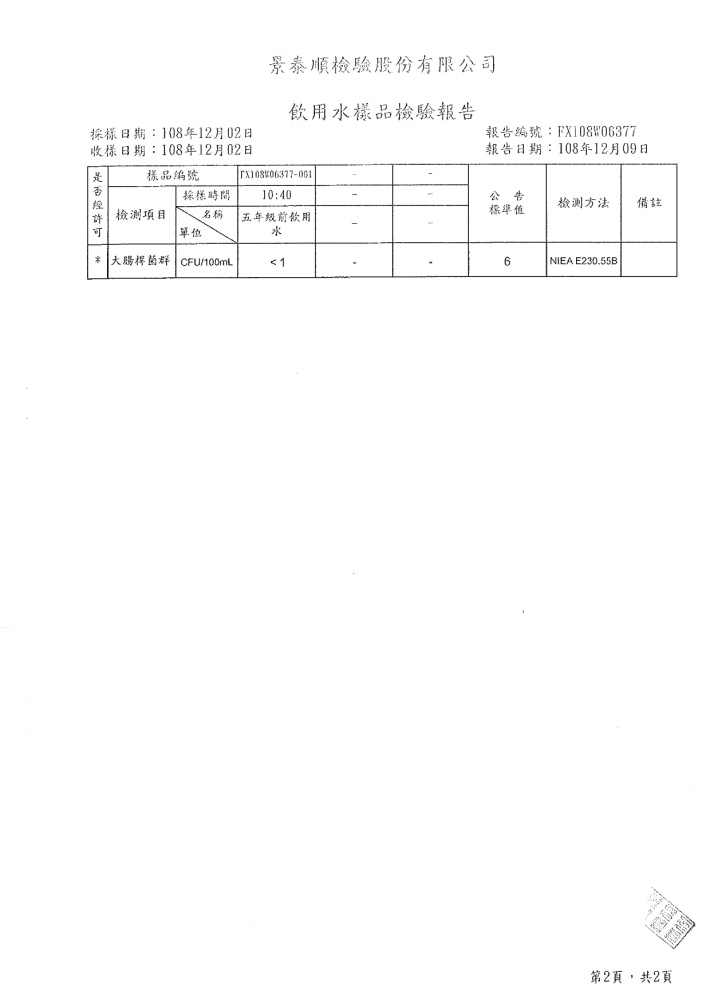 景泰順檢驗股份有限公司
飲用水樣品檢驗報告
採樣日期：108年12月02日
報告編號：FX108W06377
收樣日期：108年12月02日
報告日期：108年12月09日
是否經許可
樣品編號 FX108W06377-001 - -
採樣時間 10:40 - -
檢測項目
名稱
單位
五年級前飲用水 - -
公告標準值
檢測方法
備註
* 大腸桿菌群 CFU/100mL <1 - - 6 NIEA E230.55B
第2頁，共2頁